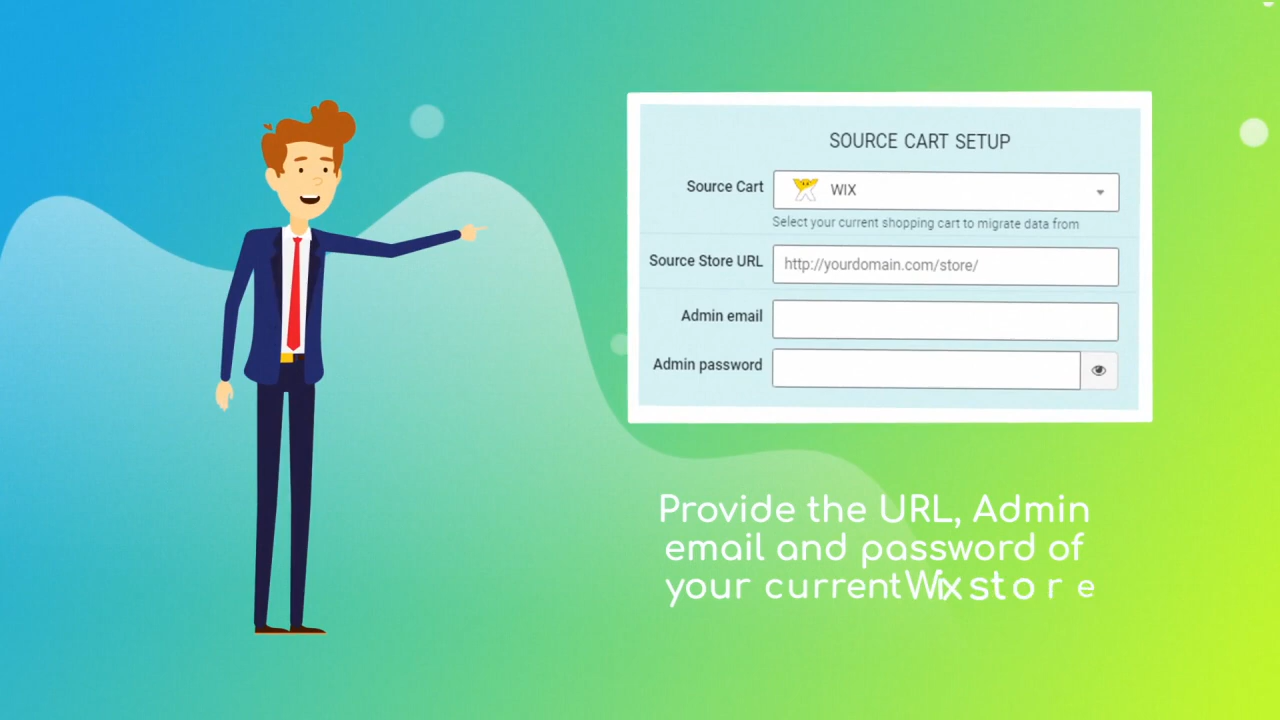 SOURCE CART SETUP
Source Cart WIX
Select your current shopping cart to migrate data from
Source Store URL http://yourdomain.com/store/
Admin email
Admin password
Provide the URL, Admin
email and password of
your current Wix store